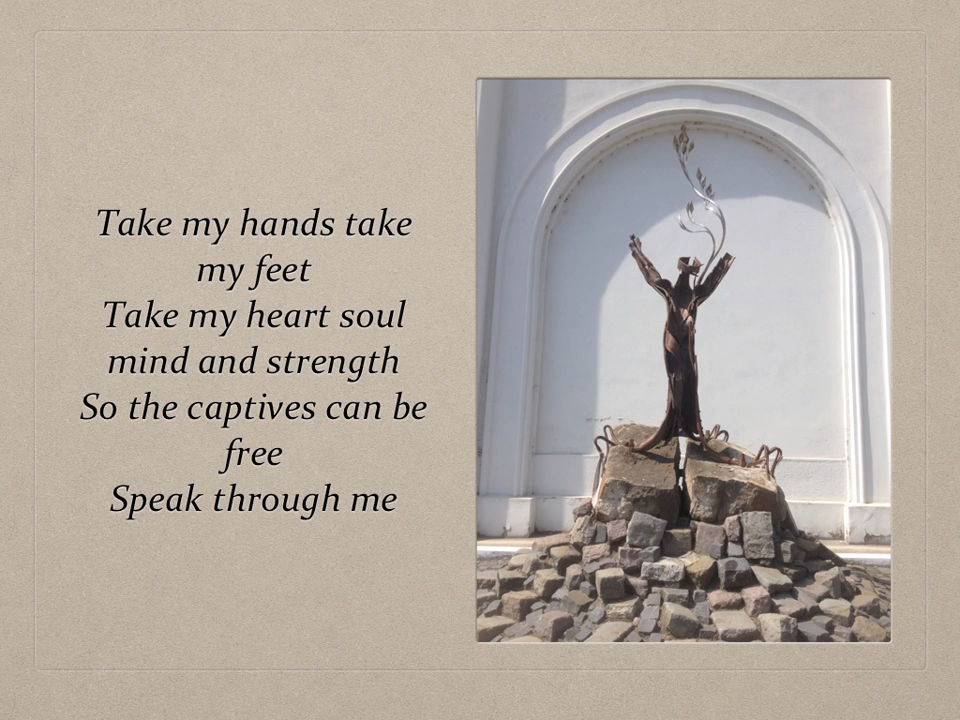 Take my hands take
my feet
Take my heart soul
mind and strength
So the captives can be
free
Speak through me